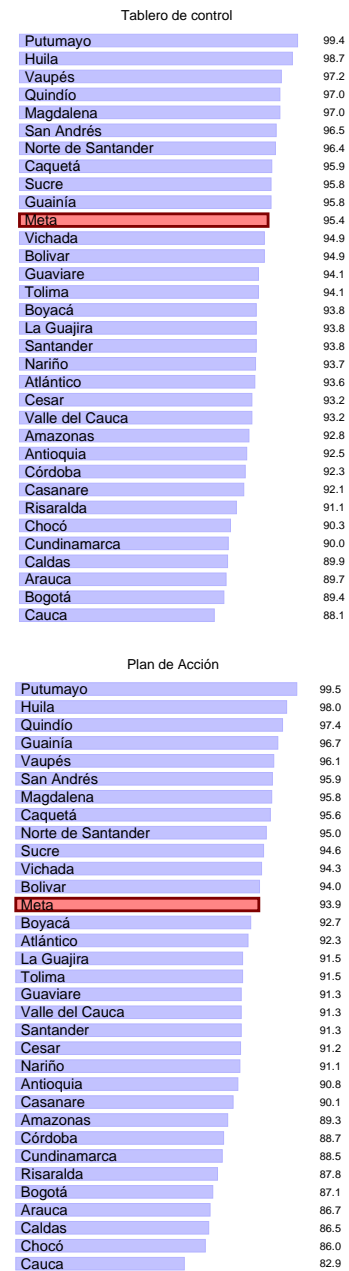 Tablero de control
Putumayo 99.4
Huila 98.7
Vaupés 97.2
Quindío 97.0
Magdalena 97.0
San Andrés 96.5
Norte de Santander 96.4
Caquetá 95.9
Sucre 95.8
Guainía 95.8
Meta 95.4
Vichada 94.9
Bolivar 94.9
Guaviare 94.1
Tolima 94.1
Boyacá 93.8
La Guajira 93.8
Santander 93.8
Nariño 93.7
Atlántico 93.6
Cesar 93.2
Valle del Cauca 93.2
Amazonas 92.8
Antioquia 92.5
Córdoba 92.3
Casanare 92.1
Risaralda 91.1
Chocó 90.3
Cundinamarca 90.0
Caldas 89.9
Arauca 89.7
Bogotá 89.4
Cauca 88.1
Plan de Acción
Putumayo 99.5
Huila 98.0
Quindío 97.4
Guainía 96.7
Vaupés 96.1
San Andrés 95.9
Magdalena 95.8
Caquetá 95.6
Norte de Santander 95.0
Sucre 94.6
Vichada 94.3
Bolivar 94.0
Meta 93.9
Boyacá 92.7
Atlántico 92.3
La Guajira 91.5
Tolima 91.5
Guaviare 91.3
Valle del Cauca 91.3
Santander 91.3
Cesar 91.2
Nariño 91.1
Antioquia 90.8
Casanare 90.1
Amazonas 89.3
Córdoba 88.7
Cundinamarca 88.5
Risaralda 87.8
Bogotá 87.1
Arauca 86.7
Caldas 86.5
Chocó 86.0
Cauca 82.9